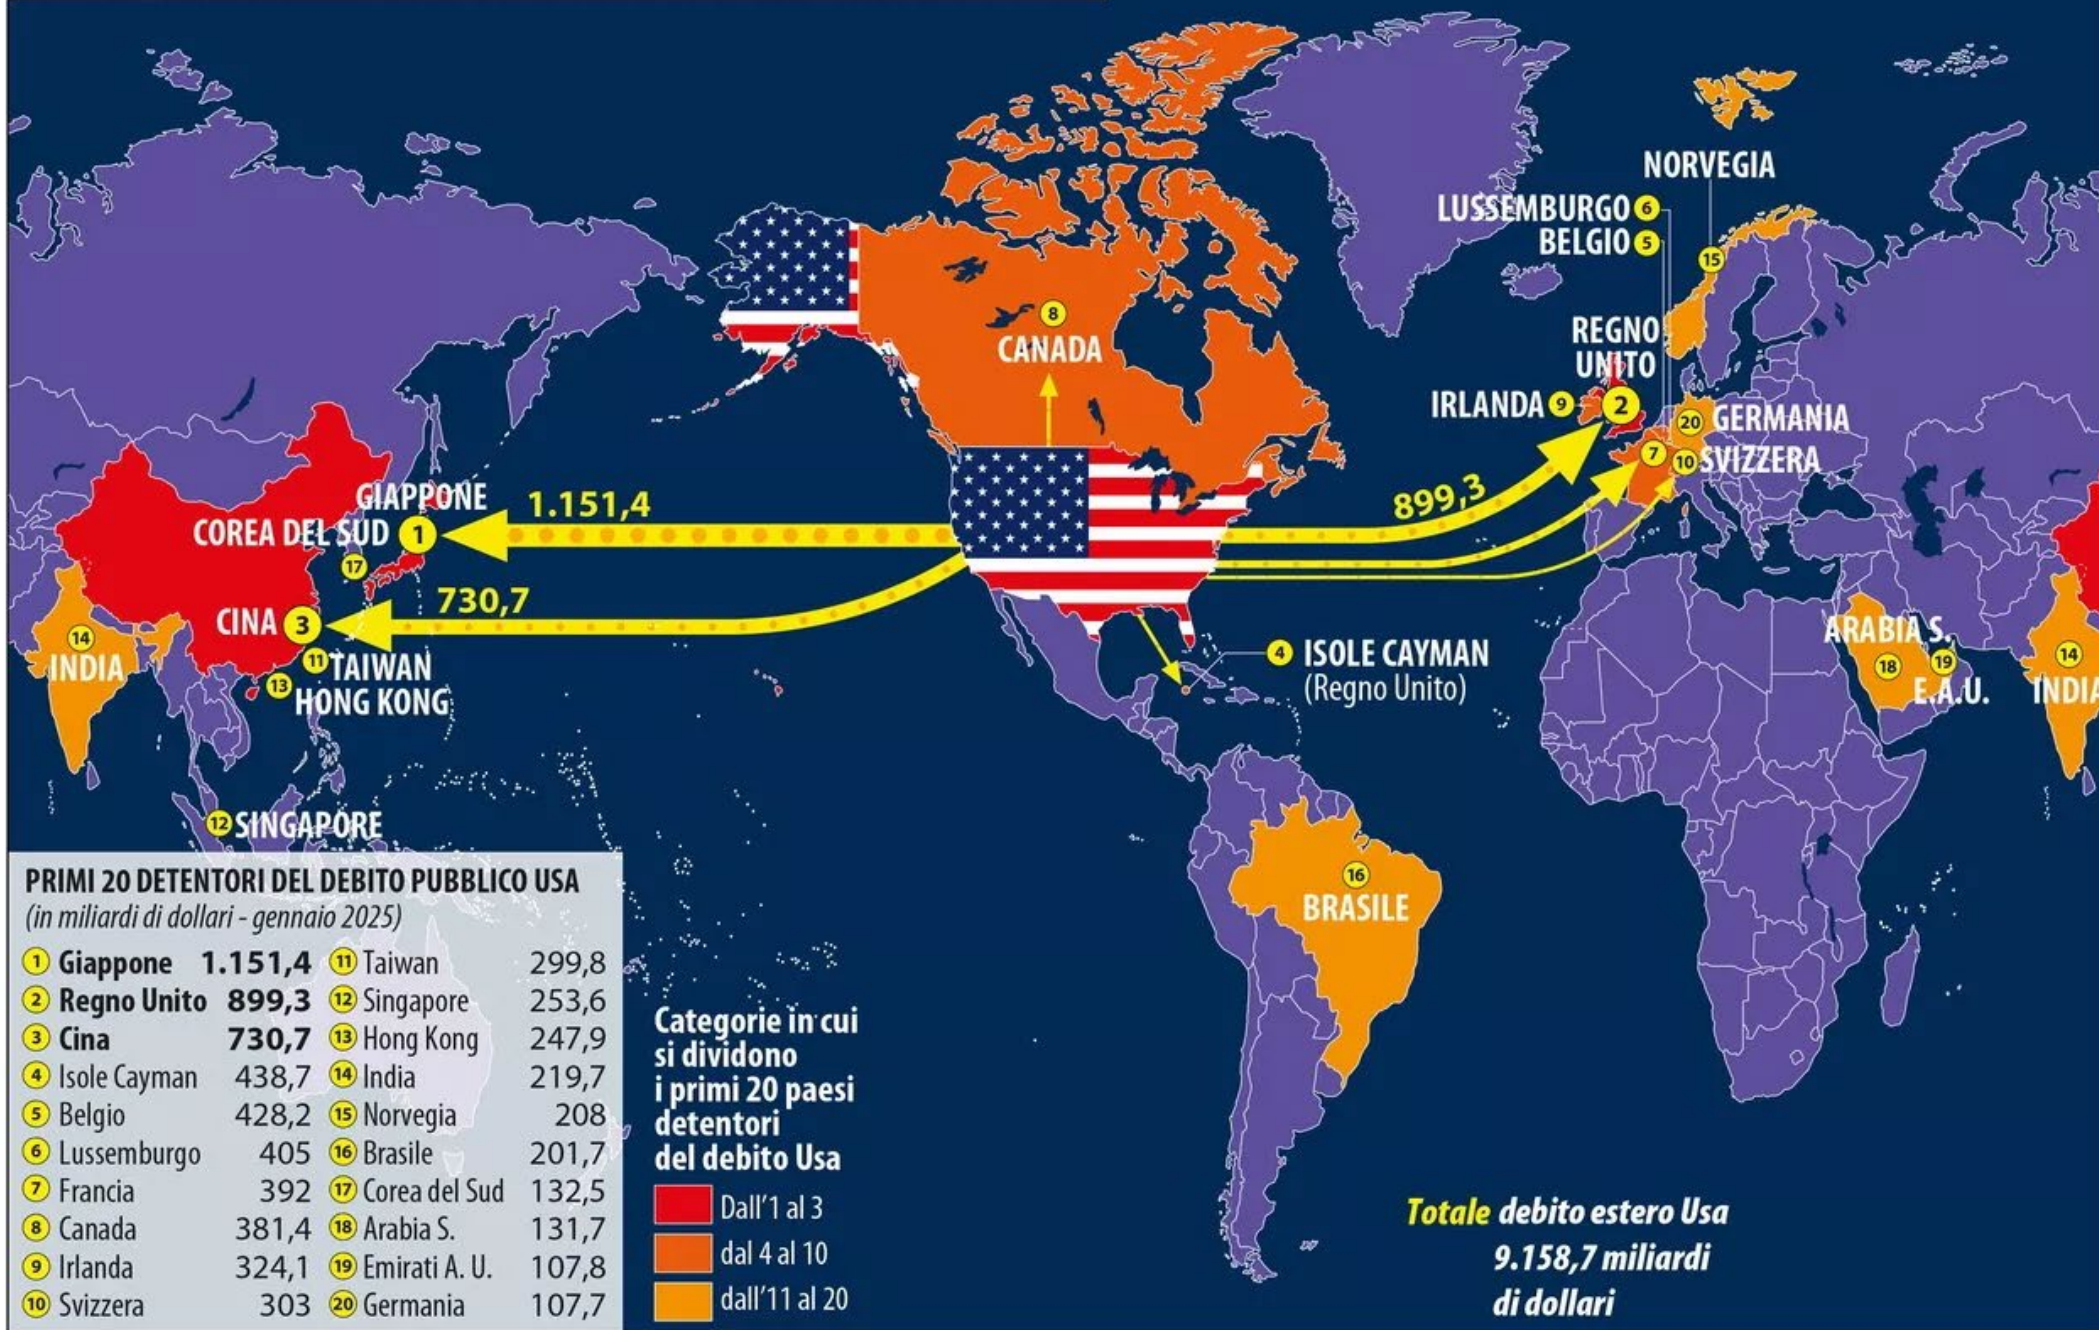 NORVEGIA
LUSSEMBURGO 6
BELGIO 5
15
REGNO
UNITO
8
CANADA
IRLANDA 9
2
20 GERMANIA
7
10 SVIZZERA
GIAPPONE
COREA DEL SUD 1
1.151,4
899,3
17
730,7
CINA 3
14
INDIA
11 TAIWAN
13
HONG KONG
4 ISOLE CAYMAN
(Regno Unito)
ARABIA S.
18
19
E.A.U.
14
INDIA
12 SINGAPORE
16
BRASILE
PRIMI 20 DETENTORI DEL DEBITO PUBBLICO USA
(in miliardi di dollari - gennaio 2025)
1 Giappone 1.151,4 11 Taiwan 299,8
2 Regno Unito 899,3 12 Singapore 253,6
3 Cina 730,7 13 Hong Kong 247,9
4 Isole Cayman 438,7 14 India 219,7
5 Belgio 428,2 15 Norvegia 208
6 Lussemburgo 405 16 Brasile 201,7
7 Francia 392 17 Corea del Sud 132,5
8 Canada 381,4 18 Arabia S. 131,7
9 Irlanda 324,1 19 Emirati A. U. 107,8
10 Svizzera 303 20 Germania 107,7
Categorie in cui
si dividono
i primi 20 paesi
detentori
del debito Usa
Dall'1 al 3
dal 4 al 10
dall'11 al 20
Totale debito estero Usa
9.158,7 miliardi
di dollari